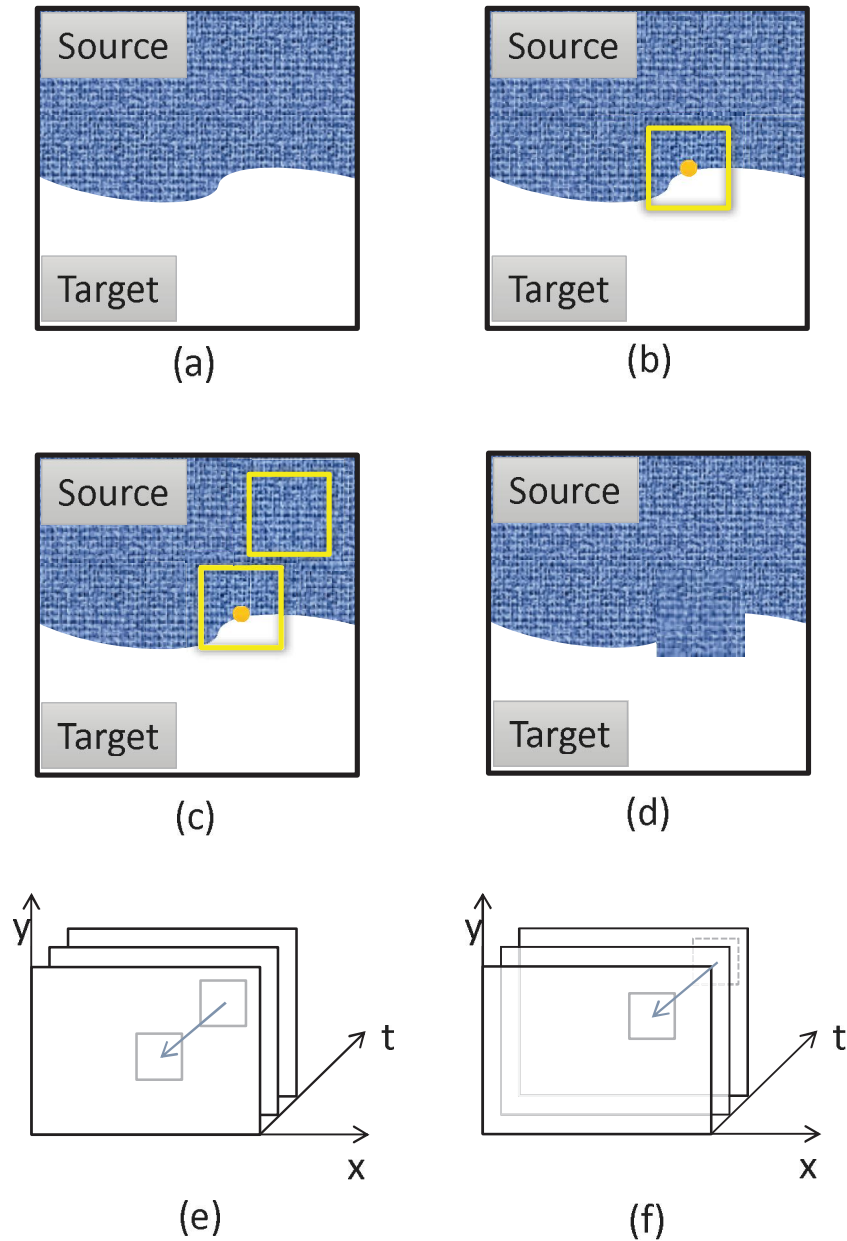 Source
Target
(a)
Source
Target
(b)
Source
Target
(c)
Source
Target
(d)
y
t
x
(e)
y
t
x
(f)